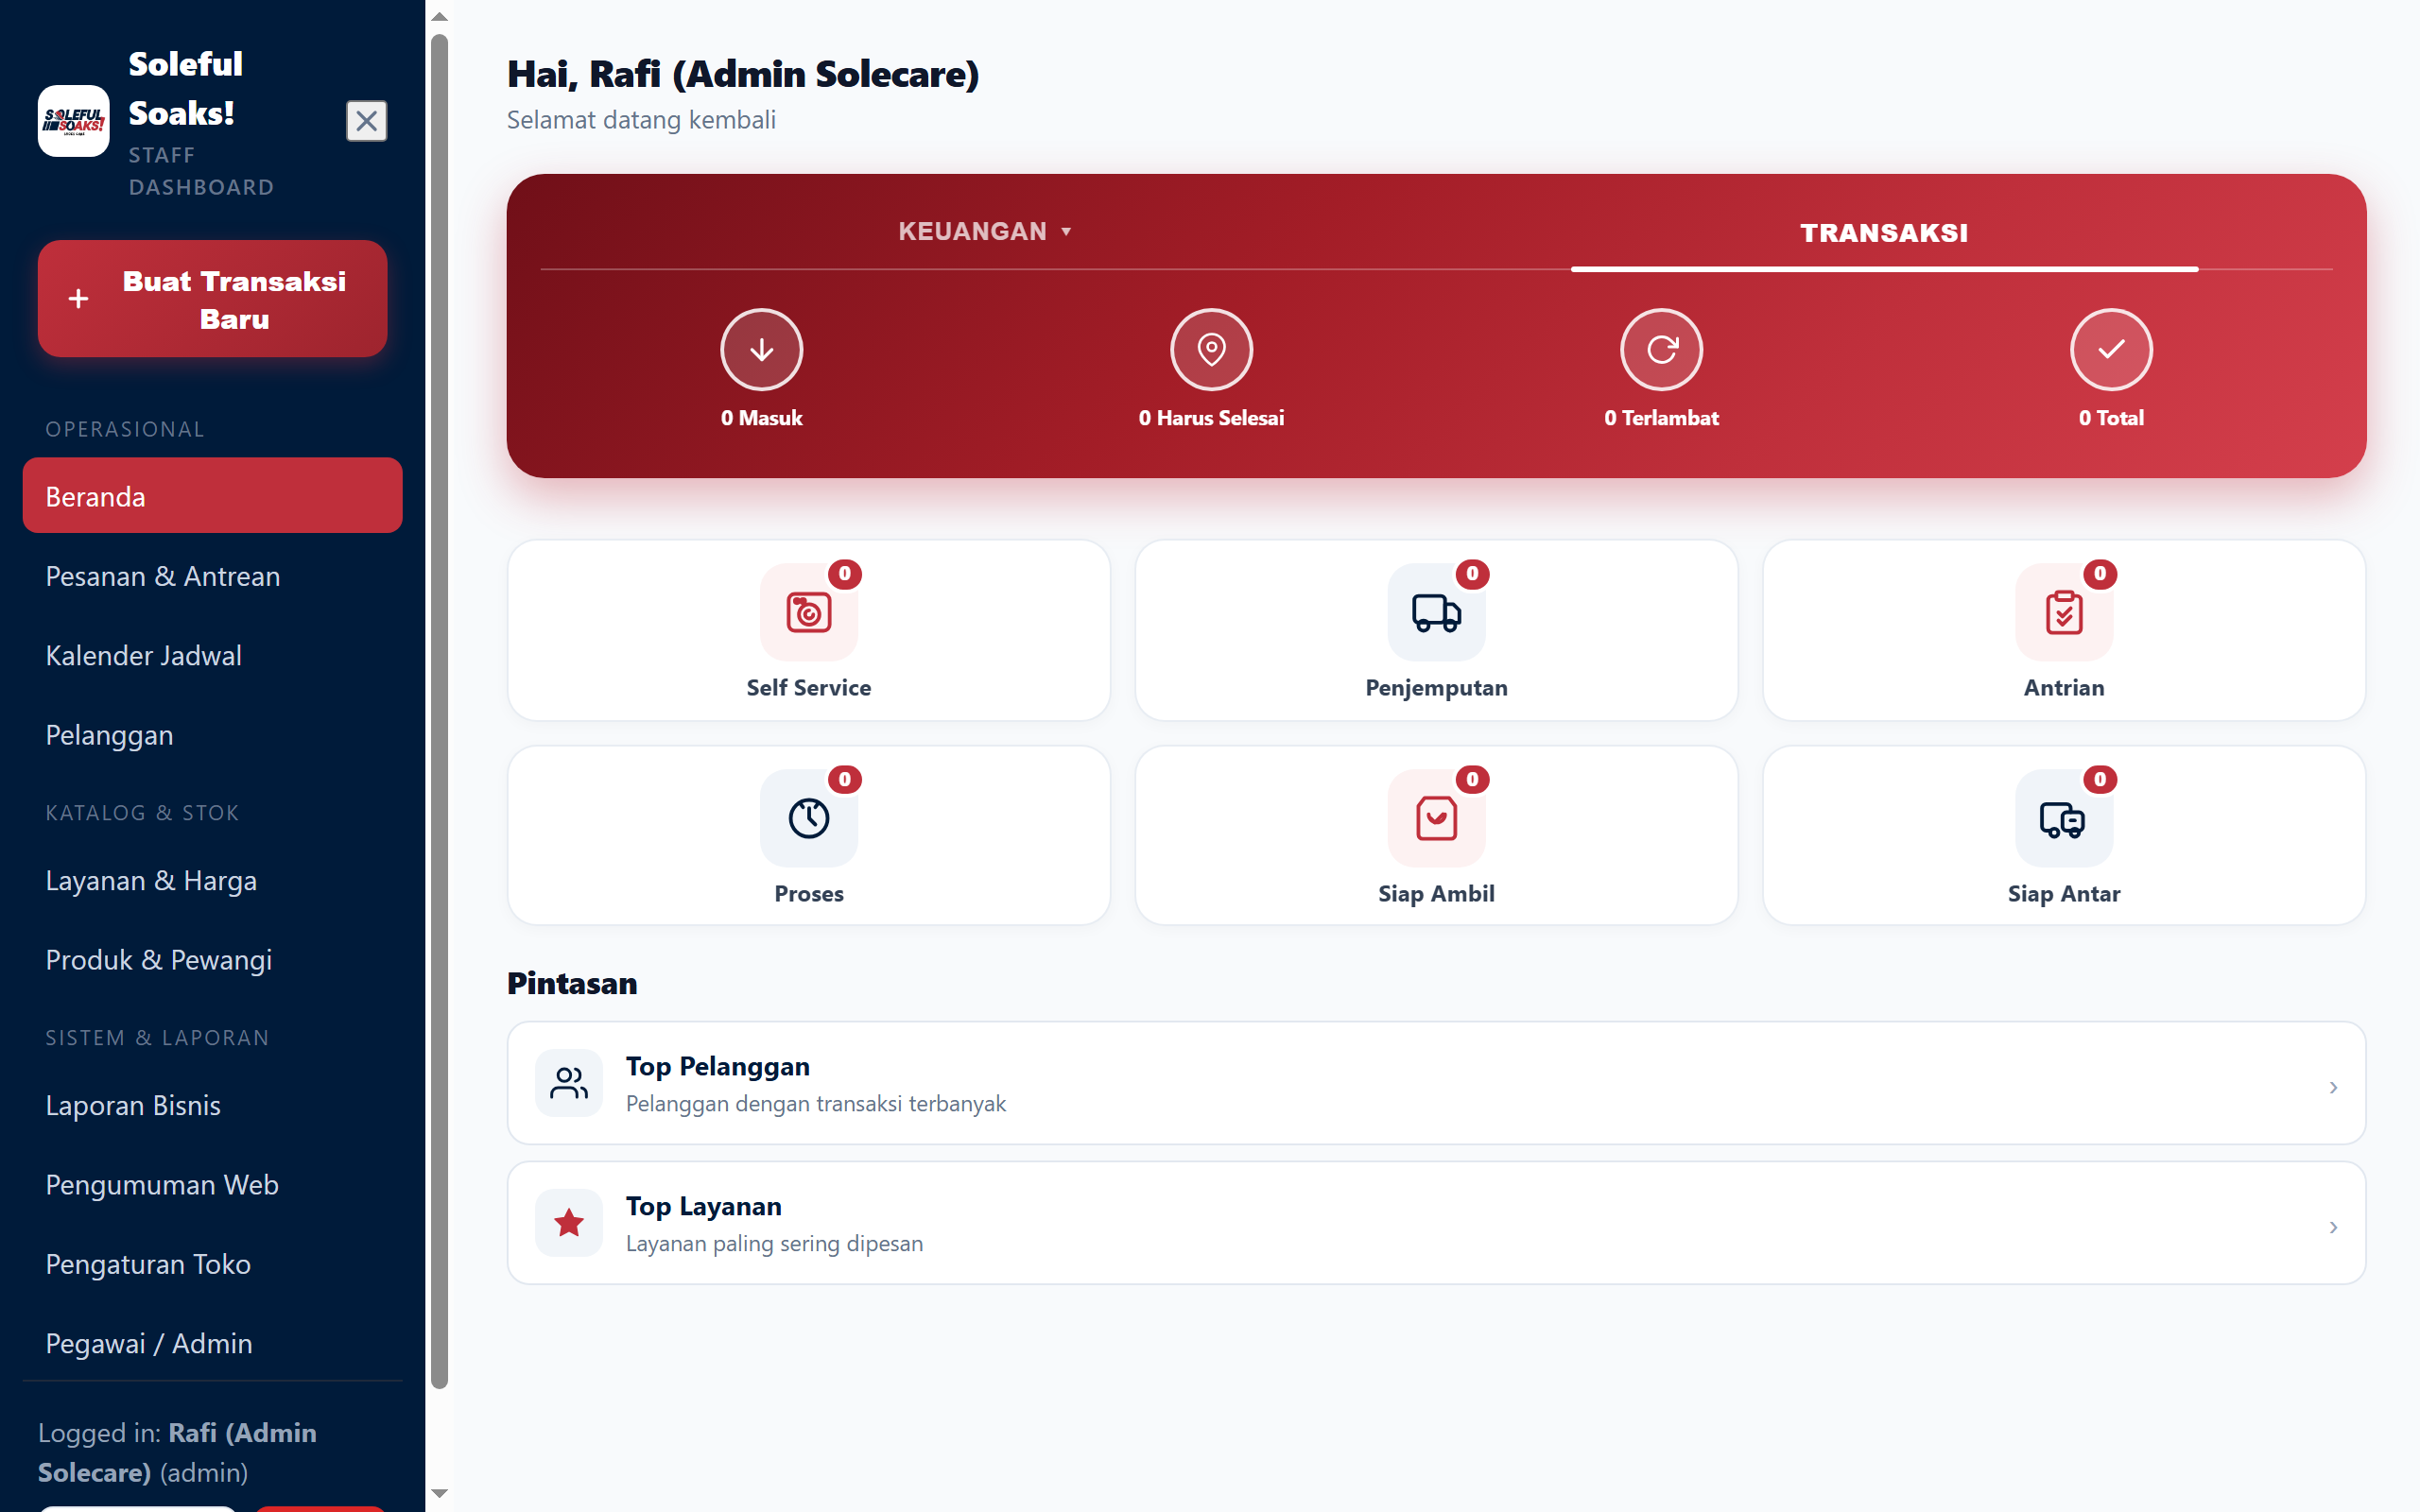 Soleful
Soaks!
STAFF
DASHBOARD
SOLEFUL
SOAKS!
+ Buat Transaksi
Baru
OPERASIONAL
Beranda
Pesanan & Antrean
Kalender Jadwal
Pelanggan
KATALOG & STOK
Layanan & Harga
Produk & Pewangi
SISTEM & LAPORAN
Laporan Bisnis
Pengumuman Web
Pengaturan Toko
Pegawai / Admin
Logged in: Rafi (Admin
Solecare) (admin)
Hai, Rafi (Admin Solecare)
Selamat datang kembali
KEUANGAN ▼
TRANSAKSI
0 Masuk
0 Harus Selesai
0 Terlambat
0 Total
0
Self Service
0
Penjemputan
0
Antrian
0
Proses
0
Siap Ambil
0
Siap Antar
Pintasan
Top Pelanggan
Pelanggan dengan transaksi terbanyak
Top Layanan
Layanan paling sering dipesan